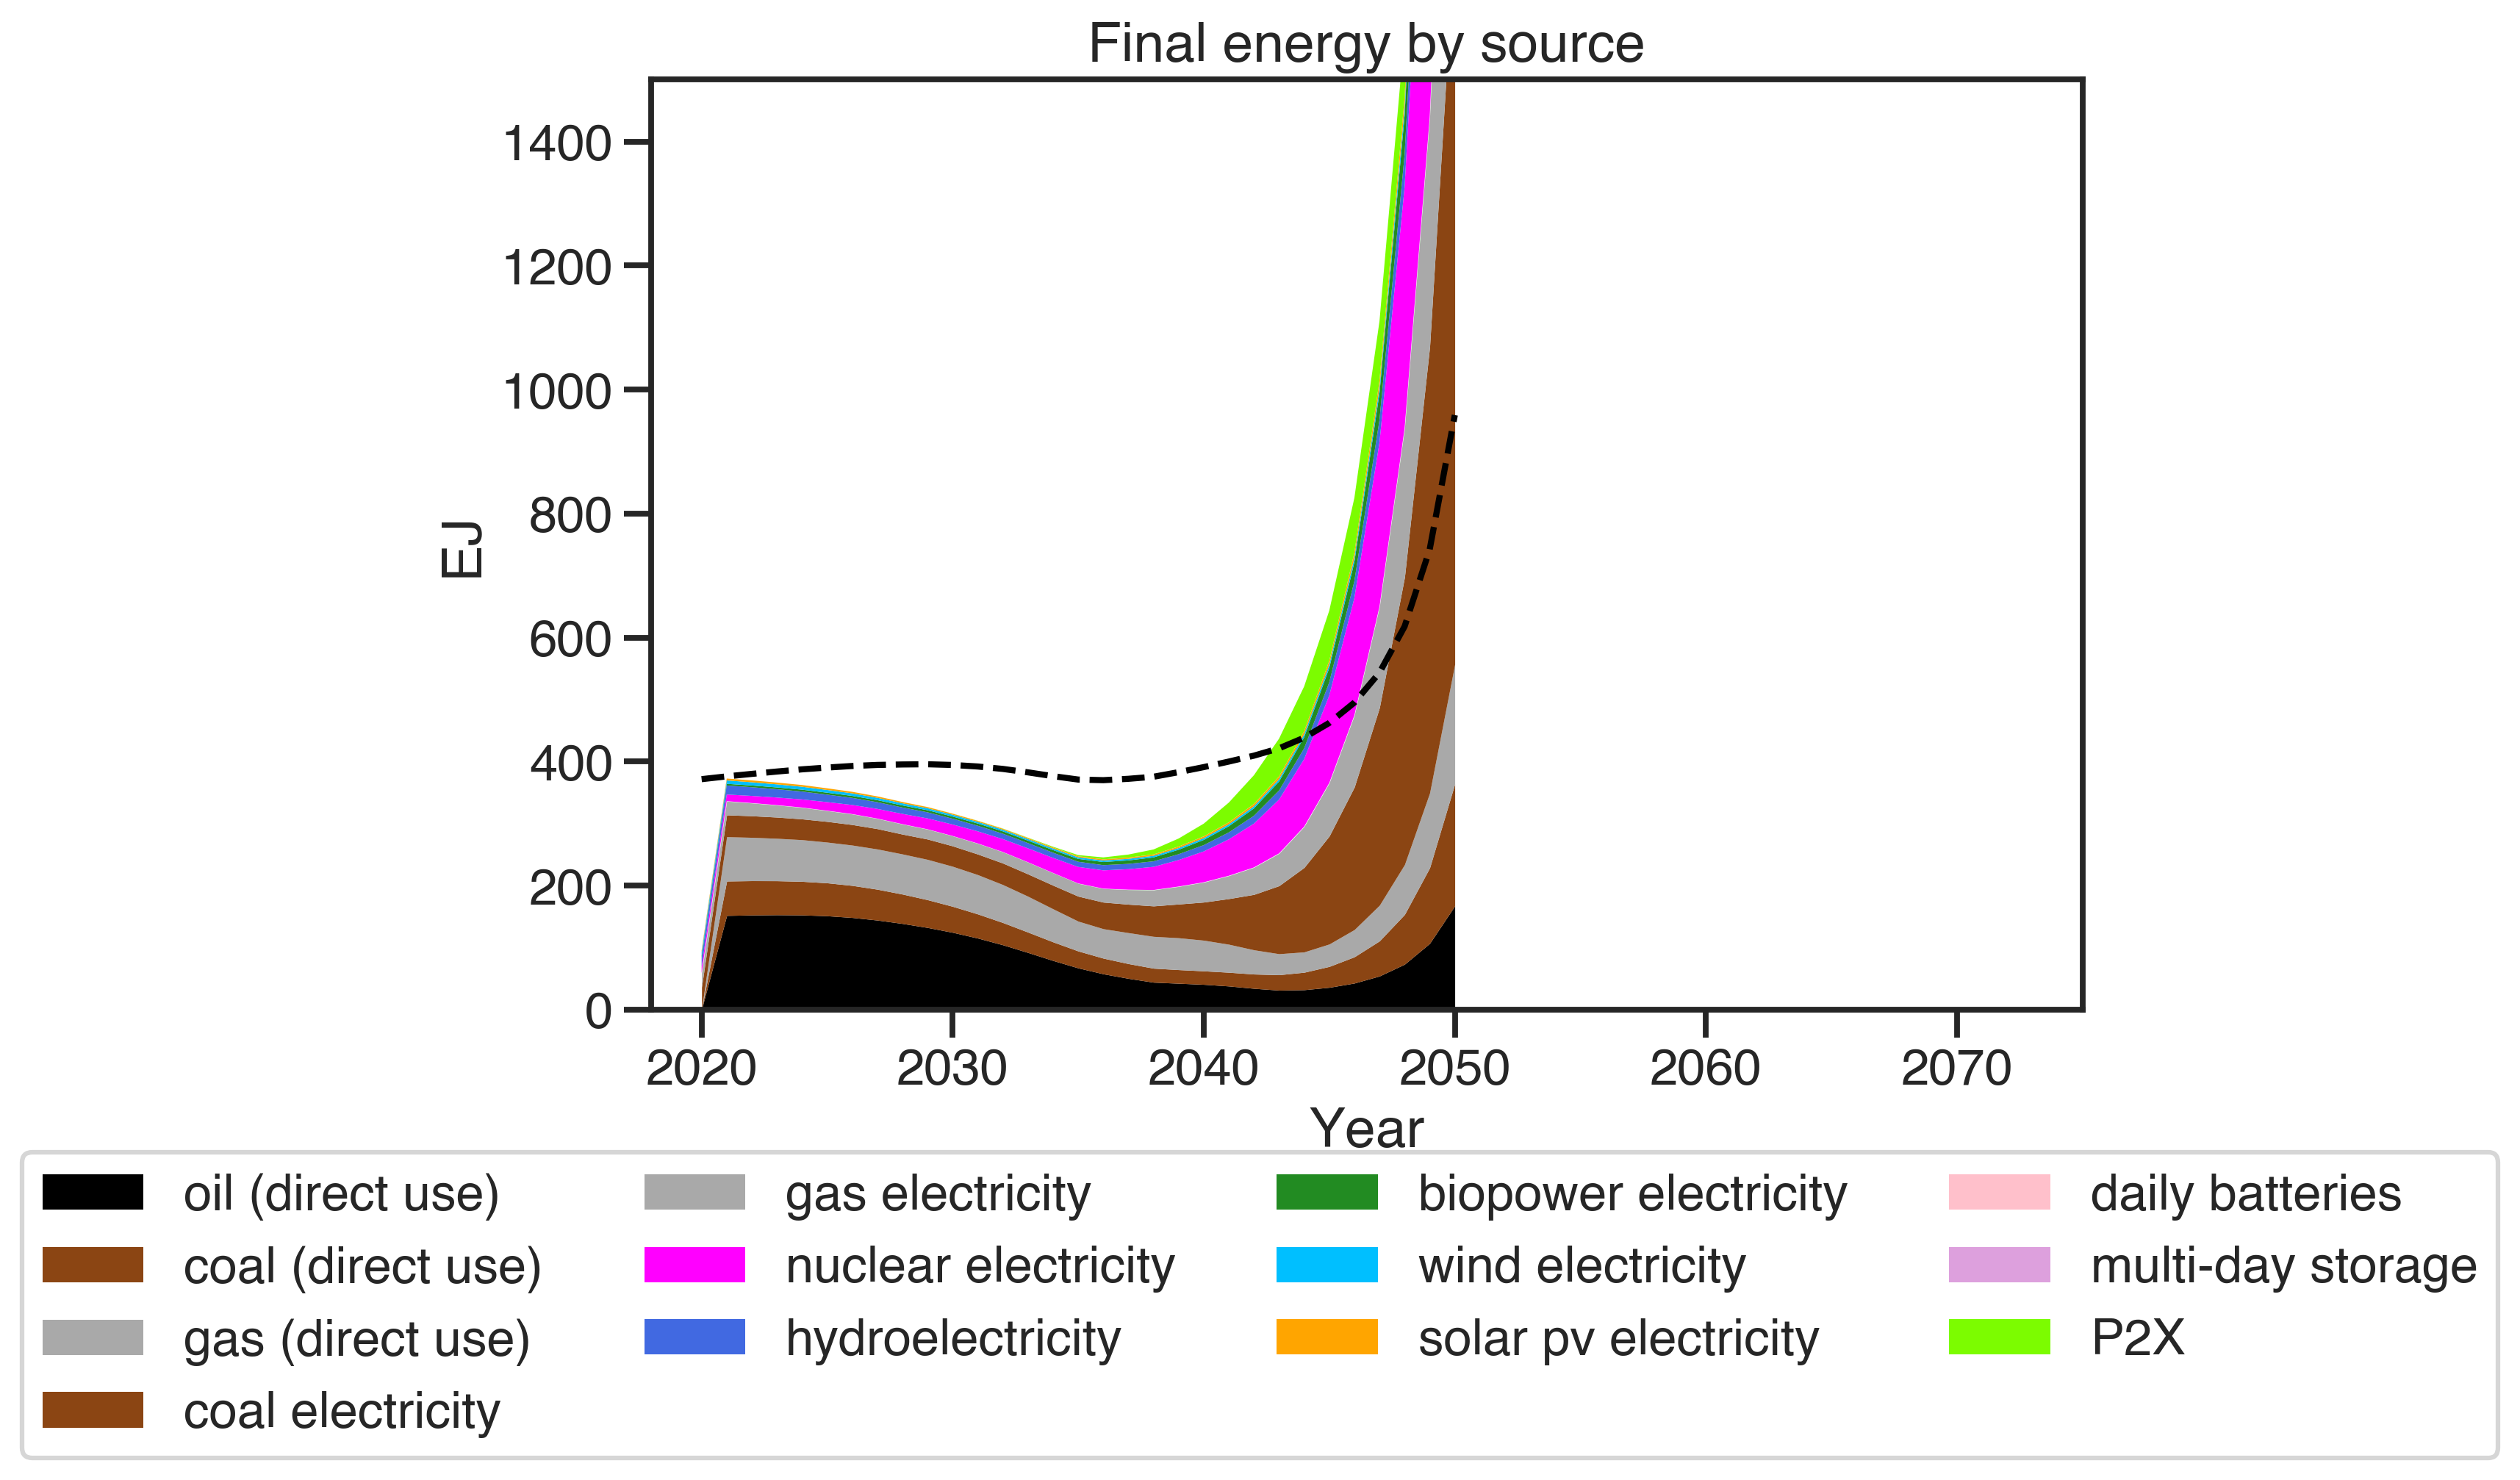 Final energy by source
1400
1200
1000
800
600
400
200
0
EJ
2020 2030 2040 2050 2060 2070
Year
oil (direct use) gas electricity biopower electricity daily batteries
coal (direct use) nuclear electricity wind electricity multi-day storage
gas (direct use) hydroelectricity solar pv electricity P2X
coal electricity